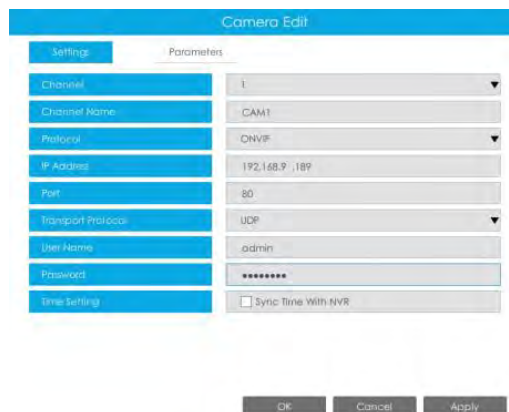 Camera Edit
Settings Parameters
Channel 1
Channel Name CAM1
Protocol ONVIF
IP Address 192.168.9 .189
Port 80
Transport Protocol UDP
User Name admin
Password ●●●●●●●●
Time Setting Sync Time With NVR
OK Cancel Apply